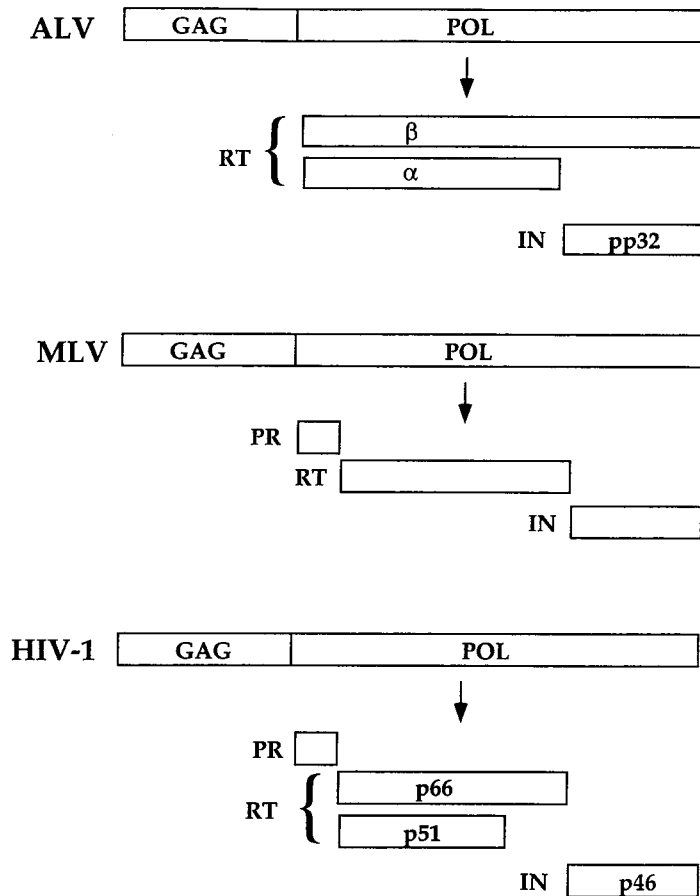 ALV GAG POL
β
RT {
α
IN pp32
MLV GAG POL
PR
RT
IN
HIV-1 GAG POL
PR
p66
RT {
p51
IN p46